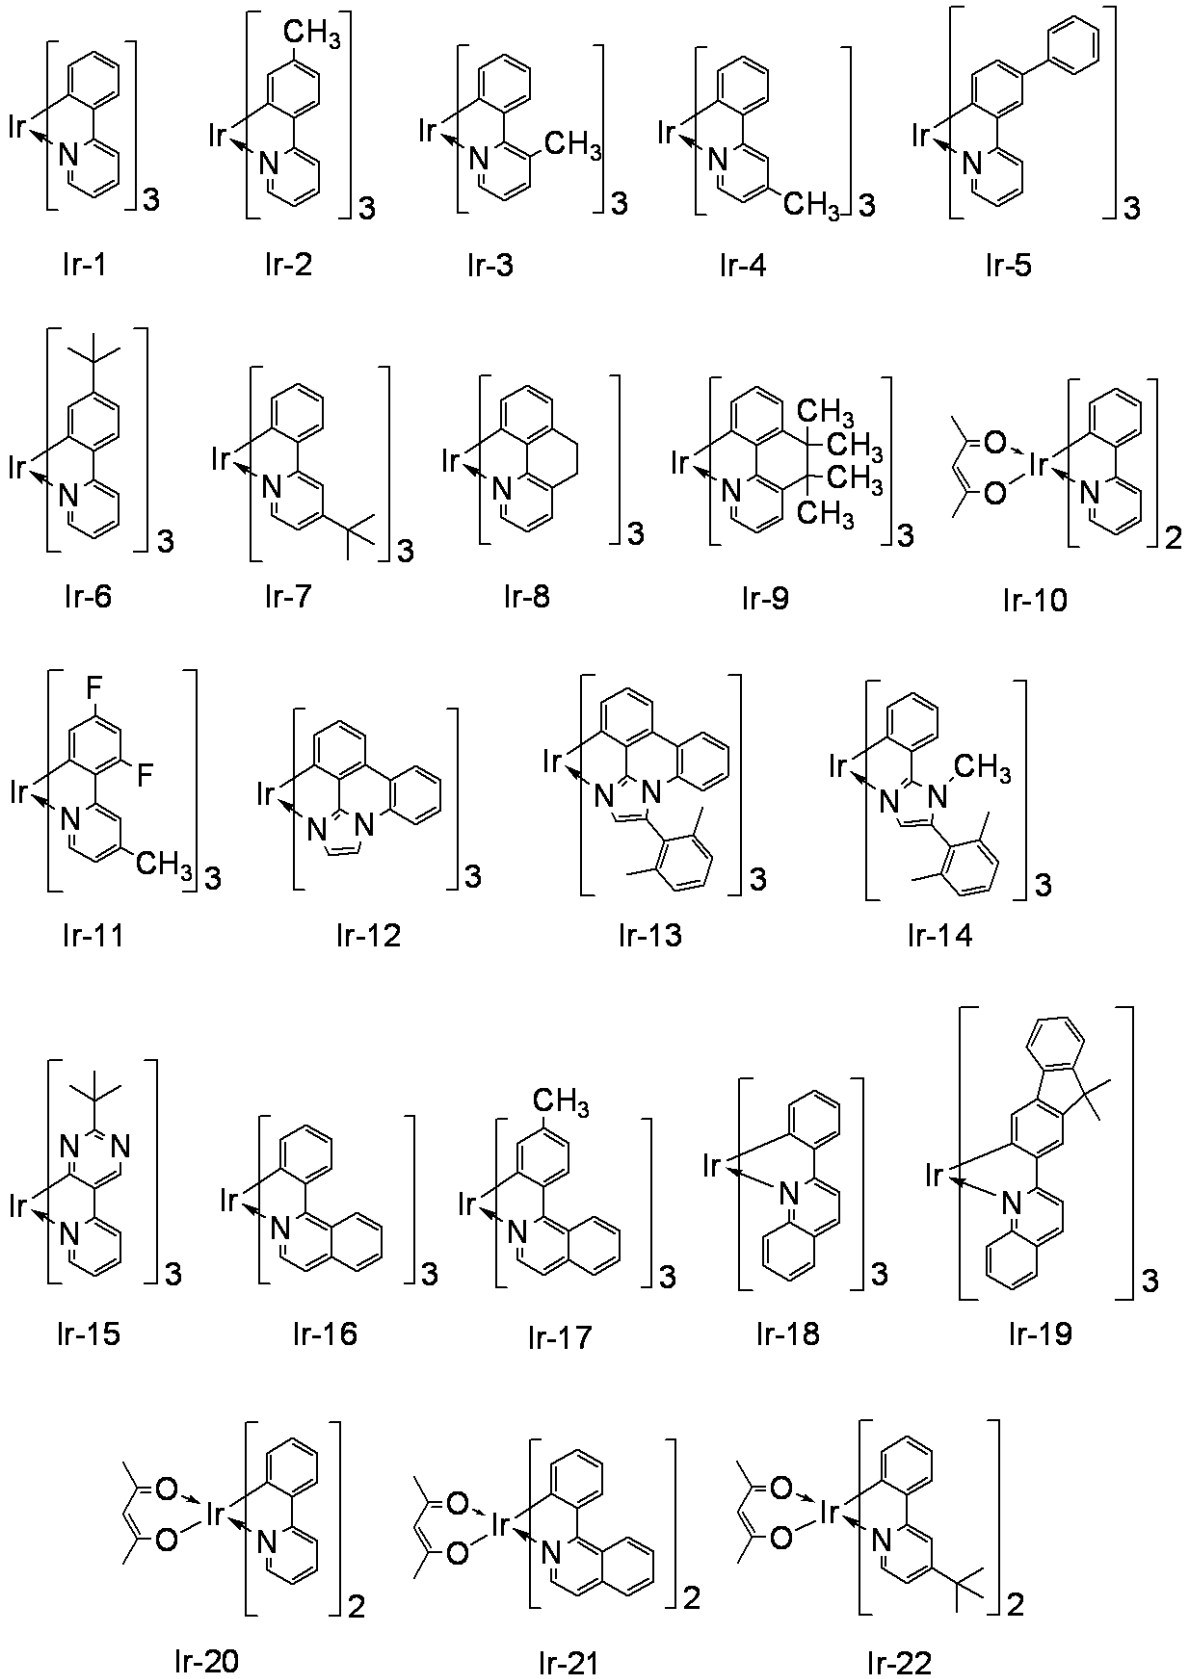 CH3
Ir N 3
Ir N 3
Ir N CH3 3
Ir N CH3 3
Ir N 3
Ir-1 Ir-2 Ir-3 Ir-4 Ir-5
Ir N 3
Ir N 3
Ir N 3
CH3 CH3 CH3 CH3 Ir N 3
O O Ir N 2
Ir-6 Ir-7 Ir-8 Ir-9 Ir-10
F F Ir N CH3 3
Ir N N 3
Ir N N 3
Ir N N CH3 3
Ir-11 Ir-12 Ir-13 Ir-14
N N Ir N 3
Ir N 3
CH3 Ir N 3
Ir N 3
Ir N 3
Ir-15 Ir-16 Ir-17 Ir-18 Ir-19
O O Ir N 2
O O Ir N 2
O O Ir N 2
Ir-20 Ir-21 Ir-22